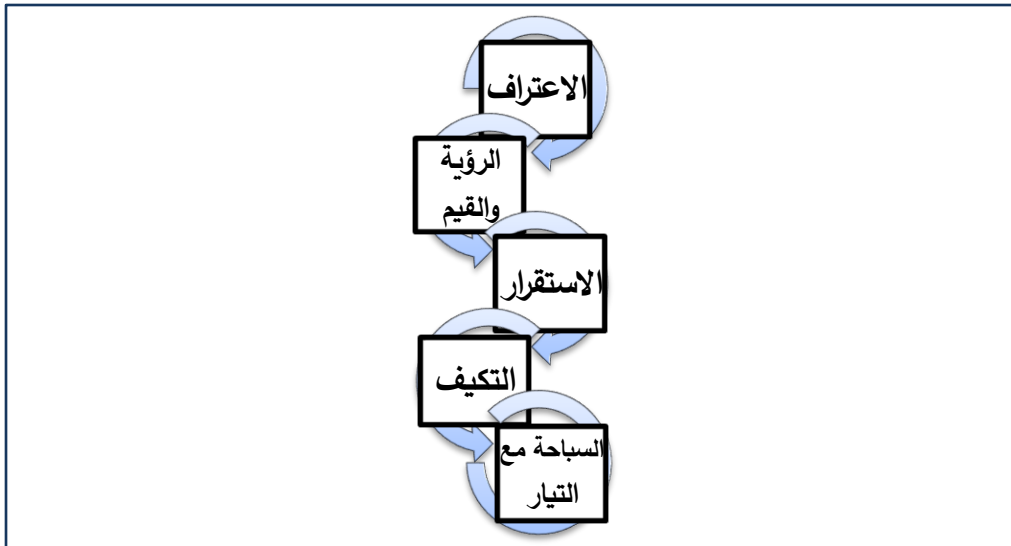 الاعتراف
الرؤية
والقيم
الاستقرار
التكيف
السباحة مع
التيار